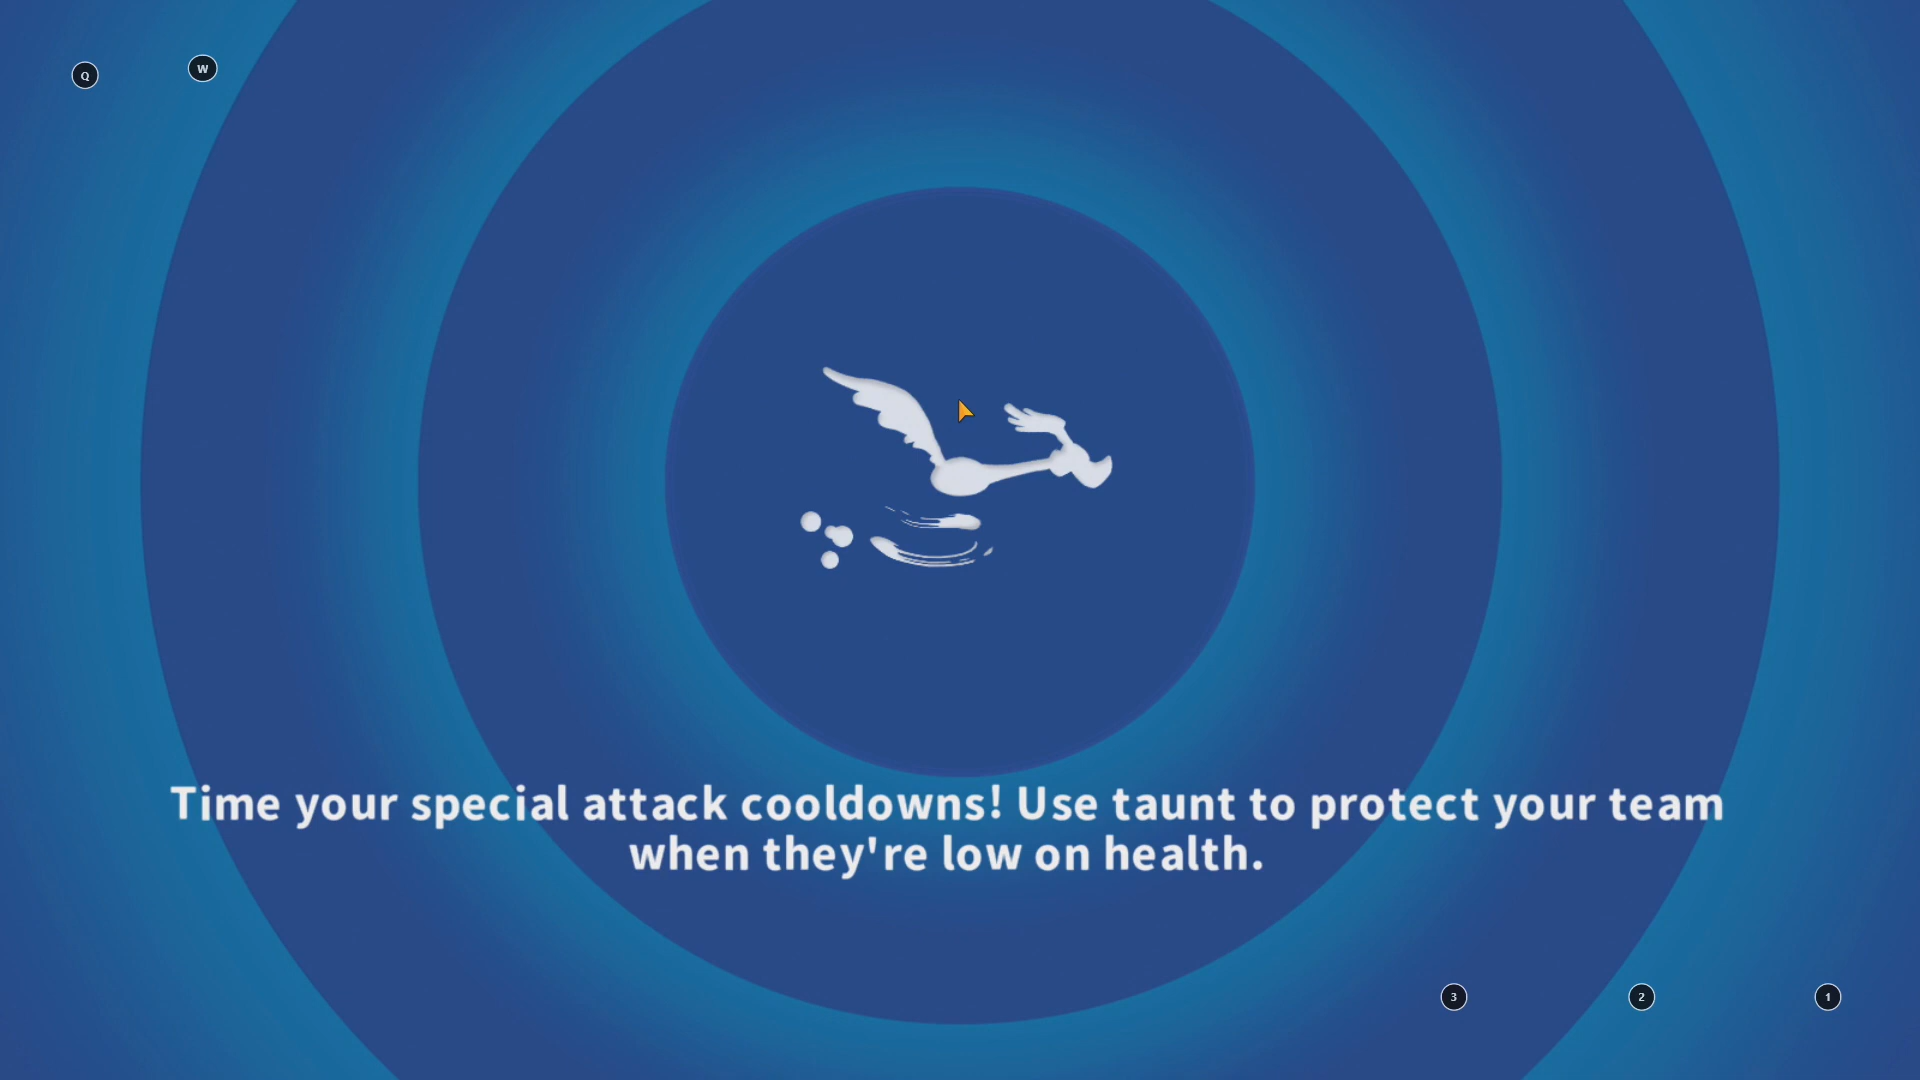 Q
W
Time your special attack cooldowns! Use taunt to protect your team
when they're low on health.
3
2
1